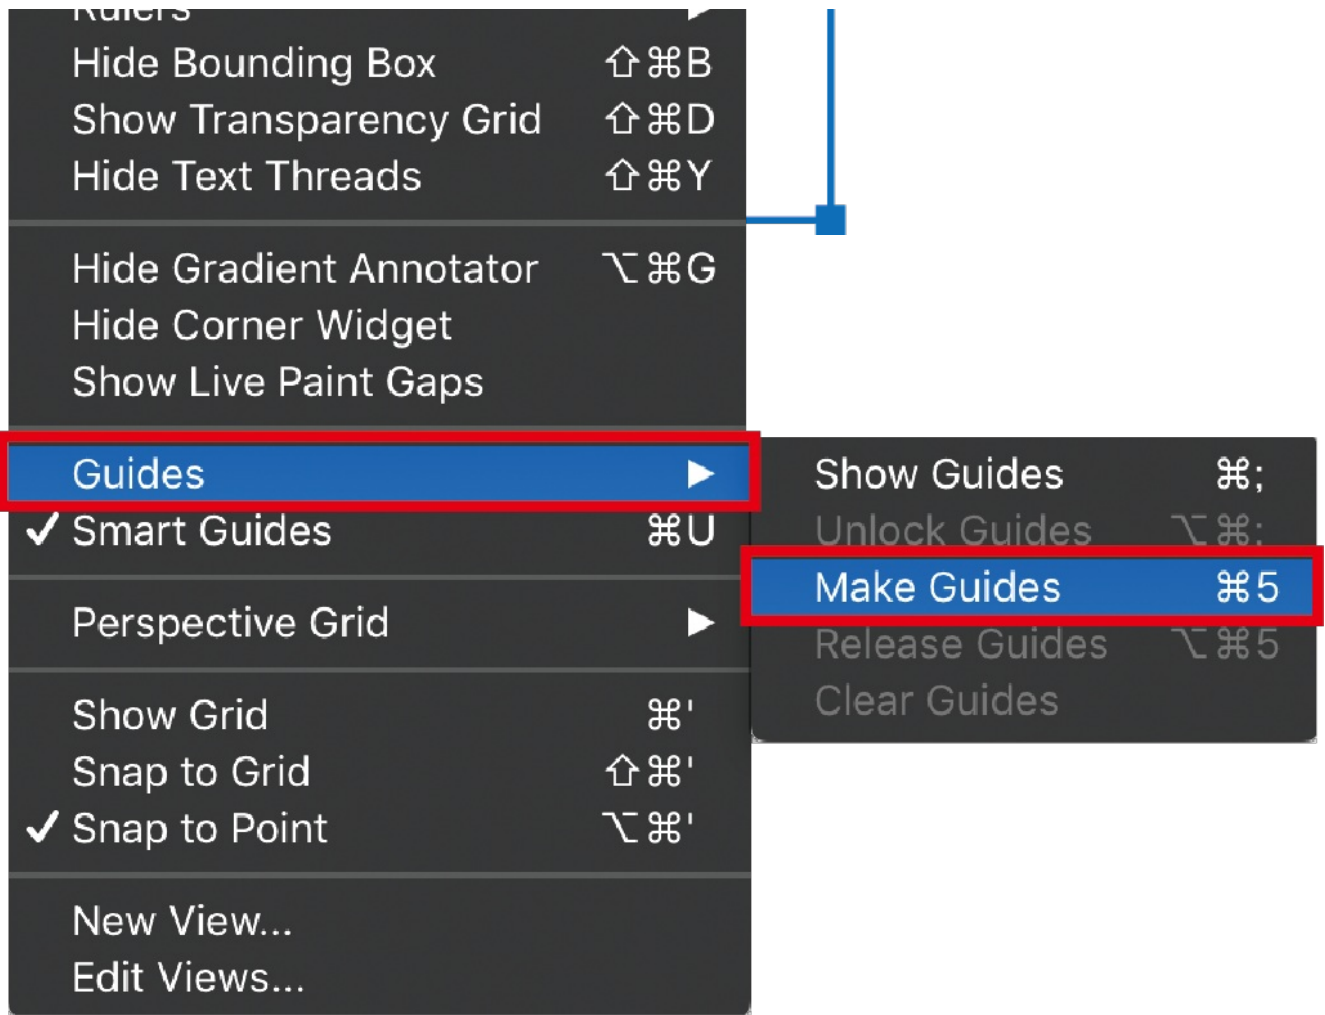 Rulers
Hide Bounding Box ⇧⌘B
Show Transparency Grid ⇧⌘D
Hide Text Threads ⇧⌘Y
Hide Gradient Annotator ⌥⌘G
Hide Corner Widget
Show Live Paint Gaps
Guides
✓ Smart Guides ⌘U
Perspective Grid
Show Grid ⌘'
Snap to Grid ⇧⌘'
✓ Snap to Point ⌥⌘'
New View...
Edit Views...
Show Guides ⌘;
Unlock Guides ⌥⌘;
Make Guides ⌘5
Release Guides ⌥⌘5
Clear Guides